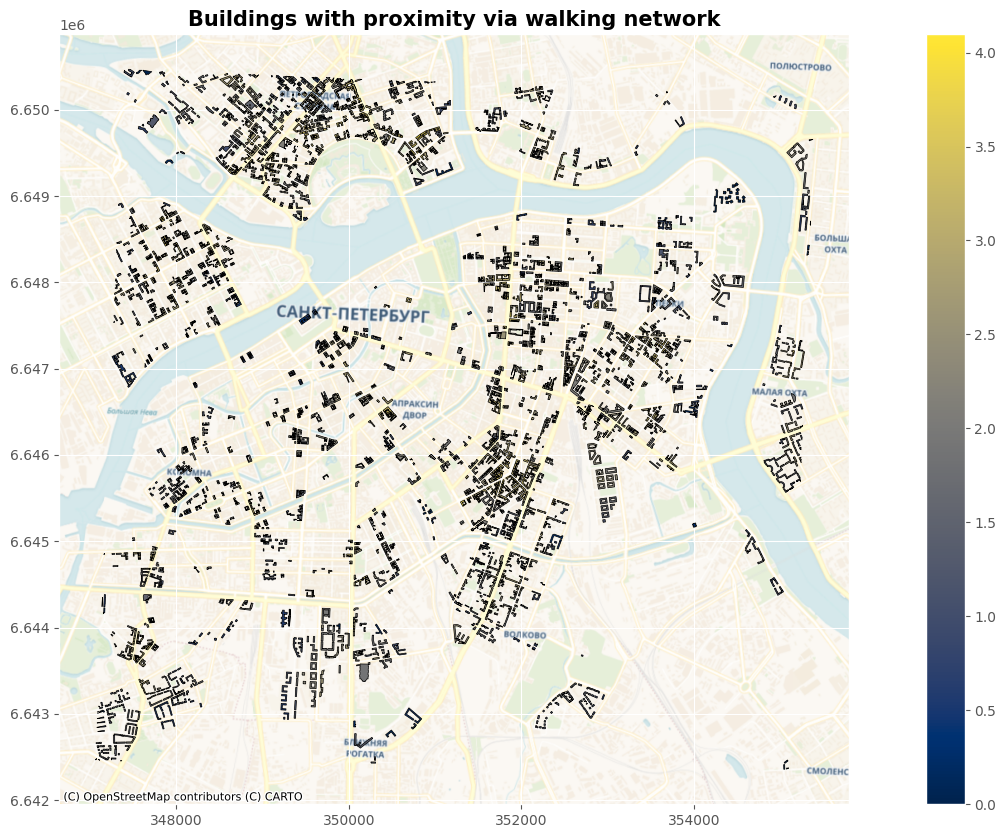 Buildings with proximity via walking network
1e6
4.0
ПОЛЮСТРОВО
6.650
3.5
6.649
3.0
БОЛЬША
ОХТА
6.648
САНКТ-ПЕТЕРБУРГ
2.5
6.647
МАЛАЯ ОХТА
Большая Нева
АПРАКСИН
ДВОР
2.0
6.646
КОЛОМНА
1.5
6.645
1.0
6.644
ВОЛКОВО
6.643
0.5
БЛИЖНЯЯ
РОГАТКА
СМОЛЕНС
(C) OpenStreetMap contributors (C) CARTO
6.642
0.0
348000
350000
352000
354000